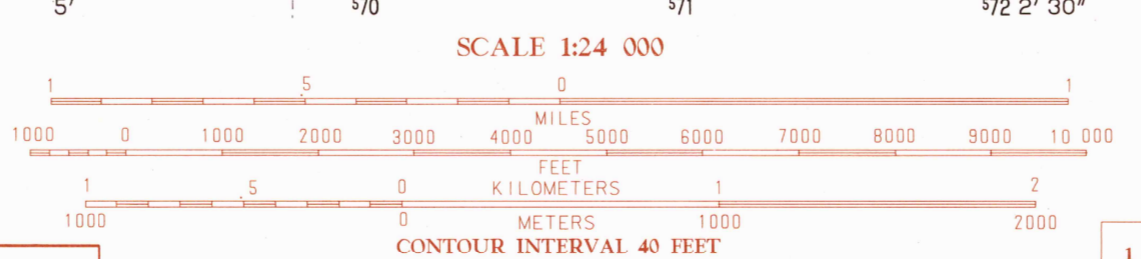 5' ⁵70 ⁵71 ⁵72 2' 30"
SCALE 1:24 000
1 .5 0 1
MILES
1000 0 1000 2000 3000 4000 5000 6000 7000 8000 9000 10 000
FEET
1 .5 0 KILOMETERS 1 2
1000 0 METERS 1000 2000
CONTOUR INTERVAL 40 FEET
1